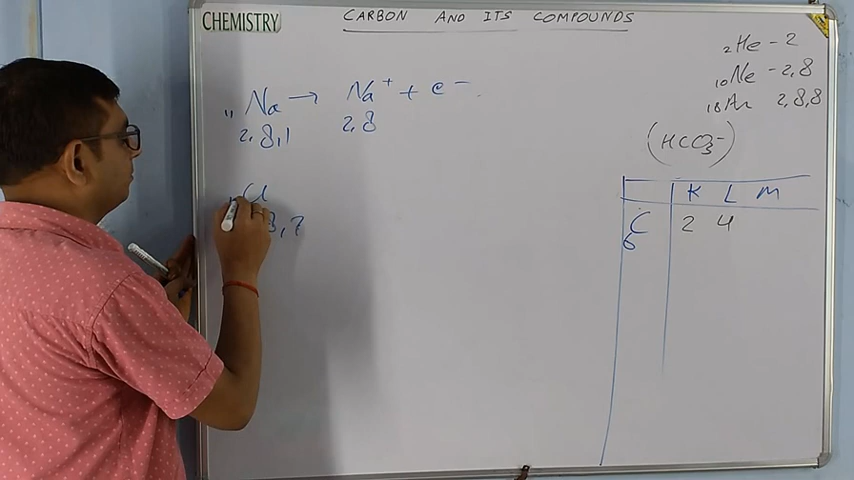 CHEMISTRY
CARBON AND ITS COMPOUNDS
₂He - 2
₁₀Ne - 2,8
₁₈Ar 2,8,8
(HCO₃⁻)
₁₁Na → Na⁺ + e⁻
2,8,1 2,8
Cl
8,7
K L M
₆C 2 4